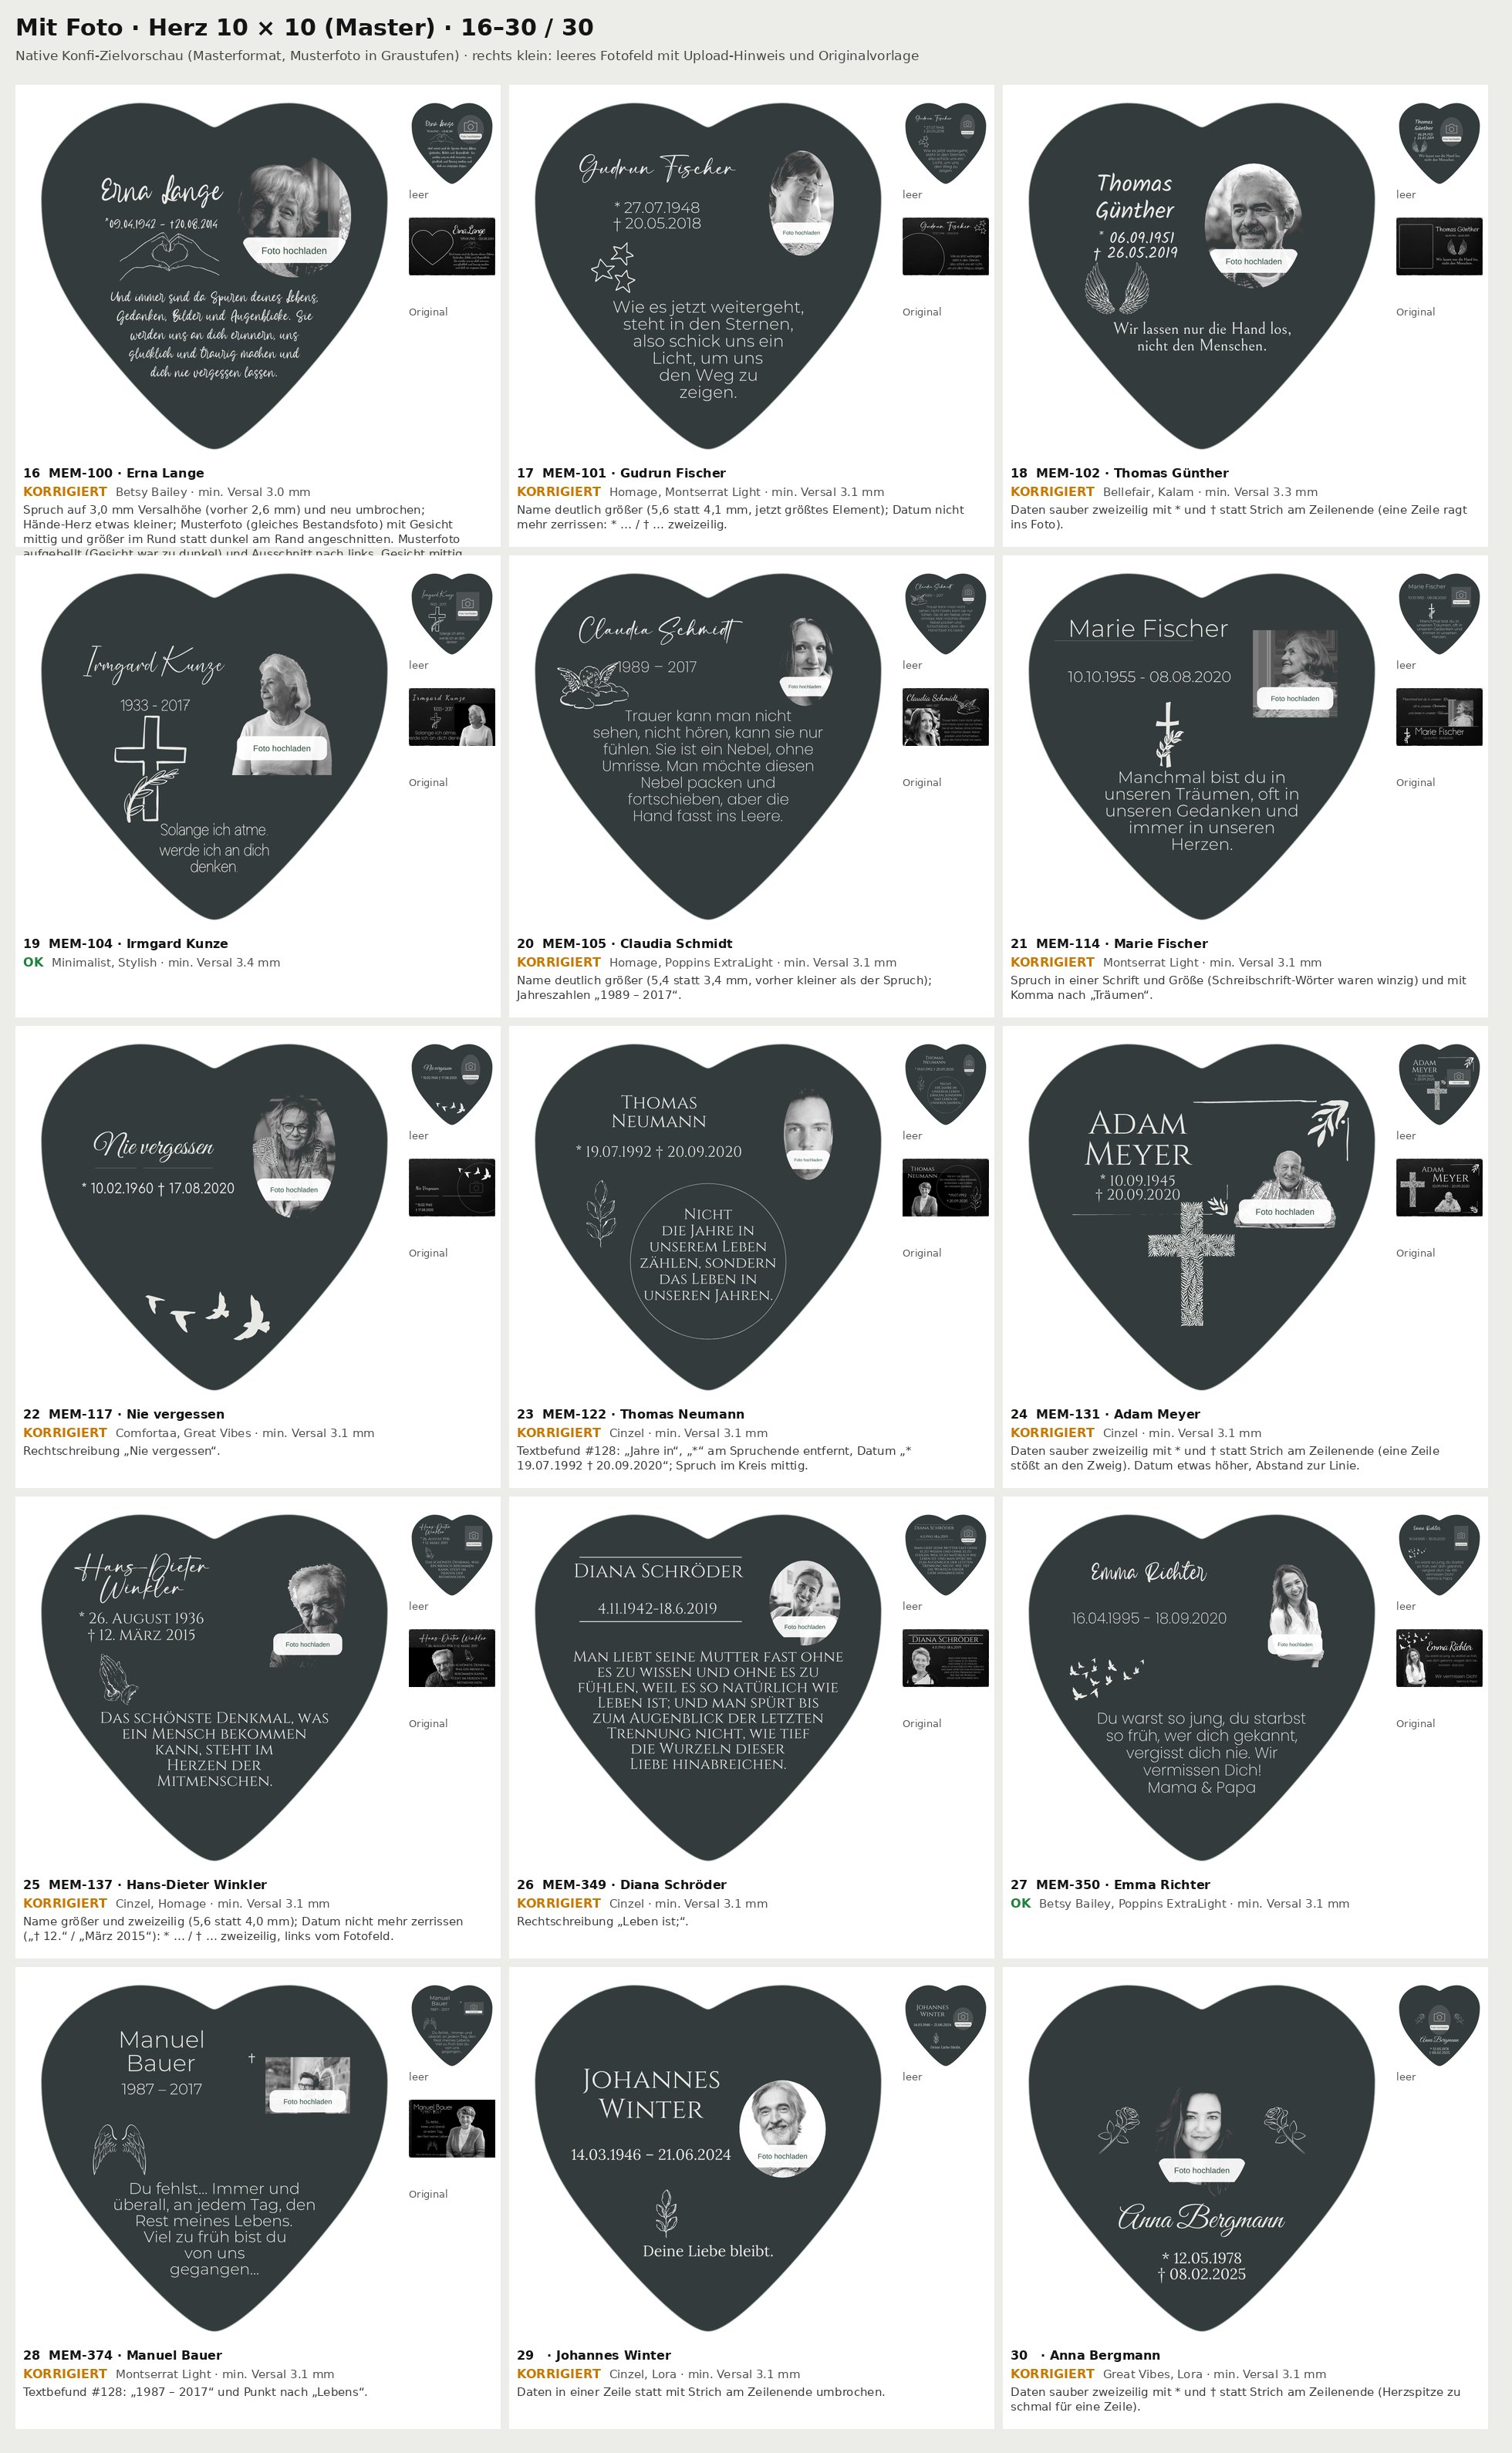 Mit Foto · Herz 10 × 10 (Master) · 16–30 / 30
Native Konfi-Zielvorschau (Masterformat, Musterfoto in Graustufen) · rechts klein: leeres Fotofeld mit Upload-Hinweis und Originalvorlage
Erna Lange
*09.04.1942 – †20.08.2014
Foto hochladen
Und immer sind da Spuren deines Lebens,
Gedanken, Bilder und Augenblicke. Sie
werden uns an dich erinnern, uns
glücklich und traurig machen und
dich nie vergessen lassen.
leer
Original
16 MEM-100 · Erna Lange
KORRIGIERT Betsy Bailey · min. Versal 3.0 mm
Spruch auf 3,0 mm Versalhöhe (vorher 2,6 mm) und neu umbrochen;
Hände-Herz etwas kleiner; Musterfoto (gleiches Bestandsfoto) mit Gesicht
mittig und größer im Rund statt dunkel am Rand angeschnitten. Musterfoto
aufgehellt (Gesicht war zu dunkel) und Ausschnitt nach links, Gesicht mittig
Gudrun Fischer
* 27.07.1948
† 20.05.2018
Foto hochladen
Wie es jetzt weitergeht,
steht in den Sternen,
also schick uns ein
Licht, um uns
den Weg zu
zeigen.
leer
Original
17 MEM-101 · Gudrun Fischer
KORRIGIERT Homage, Montserrat Light · min. Versal 3.1 mm
Name deutlich größer (5,6 statt 4,1 mm, jetzt größtes Element); Datum nicht
mehr zerrissen: * … / † … zweizeilig.
Thomas
Günther
* 06.09.1951
† 26.05.2019
Foto hochladen
Wir lassen nur die Hand los,
nicht den Menschen.
leer
Original
18 MEM-102 · Thomas Günther
KORRIGIERT Bellefair, Kalam · min. Versal 3.3 mm
Daten sauber zweizeilig mit * und † statt Strich am Zeilenende (eine Zeile ragt
ins Foto).
Irmgard Kunze
1933 - 2017
Foto hochladen
Solange ich atme.
werde ich an dich
denken.
leer
Original
19 MEM-104 · Irmgard Kunze
OK Minimalist, Stylish · min. Versal 3.4 mm
Claudia Schmidt
1989 – 2017
Foto hochladen
Trauer kann man nicht
sehen, nicht hören, kann sie nur
fühlen. Sie ist ein Nebel, ohne
Umrisse. Man möchte diesen
Nebel packen und
fortschieben, aber die
Hand fasst ins Leere.
leer
Original
20 MEM-105 · Claudia Schmidt
KORRIGIERT Homage, Poppins ExtraLight · min. Versal 3.1 mm
Name deutlich größer (5,4 statt 3,4 mm, vorher kleiner als der Spruch);
Jahreszahlen „1989 – 2017“.
Marie Fischer
10.10.1955 - 08.08.2020
Foto hochladen
Manchmal bist du in
unseren Träumen, oft in
unseren Gedanken und
immer in unseren
Herzen.
leer
Original
21 MEM-114 · Marie Fischer
KORRIGIERT Montserrat Light · min. Versal 3.1 mm
Spruch in einer Schrift und Größe (Schreibschrift-Wörter waren winzig) und mit
Komma nach „Träumen“.
Nie vergessen
* 10.02.1960 † 17.08.2020
Foto hochladen
leer
Original
22 MEM-117 · Nie vergessen
KORRIGIERT Comfortaa, Great Vibes · min. Versal 3.1 mm
Rechtschreibung „Nie vergessen“.
Thomas
Neumann
* 19.07.1992 † 20.09.2020
Foto hochladen
Nicht
die Jahre in
unserem Leben
zählen, sondern
das Leben in
unseren Jahren.
leer
Original
23 MEM-122 · Thomas Neumann
KORRIGIERT Cinzel · min. Versal 3.1 mm
Textbefund #128: „Jahre in“, „*“ am Spruchende entfernt, Datum „*
19.07.1992 † 20.09.2020“; Spruch im Kreis mittig.
Adam
Meyer
* 10.09.1945
† 20.09.2020
Foto hochladen
leer
Original
24 MEM-131 · Adam Meyer
KORRIGIERT Cinzel · min. Versal 3.1 mm
Daten sauber zweizeilig mit * und † statt Strich am Zeilenende (eine Zeile
stößt an den Zweig). Datum etwas höher, Abstand zur Linie.
Hans-Dieter
Winkler
* 26. August 1936
† 12. März 2015
Foto hochladen
Das schönste Denkmal, was
ein Mensch bekommen
kann, steht im
Herzen der
Mitmenschen.
leer
Original
25 MEM-137 · Hans-Dieter Winkler
KORRIGIERT Cinzel, Homage · min. Versal 3.1 mm
Name größer und zweizeilig (5,6 statt 4,0 mm); Datum nicht mehr zerrissen
(„† 12.“ / „März 2015“): * … / † … zweizeilig, links vom Fotofeld.
Diana Schröder
4.11.1942-18.6.2019
Foto hochladen
Man liebt seine Mutter fast ohne
es zu wissen und ohne es zu
fühlen, weil es so natürlich wie
Leben ist; und man spürt bis
zum Augenblick der letzten
Trennung nicht, wie tief
die Wurzeln dieser
Liebe hinabreichen.
leer
Original
26 MEM-349 · Diana Schröder
KORRIGIERT Cinzel · min. Versal 3.1 mm
Rechtschreibung „Leben ist;“.
Emma Richter
16.04.1995 - 18.09.2020
Foto hochladen
Du warst so jung, du starbst
so früh, wer dich gekannt,
vergisst dich nie. Wir
vermissen Dich!
Mama & Papa
leer
Original
27 MEM-350 · Emma Richter
OK Betsy Bailey, Poppins ExtraLight · min. Versal 3.1 mm
Manuel
Bauer
1987 – 2017
†
Foto hochladen
Du fehlst... Immer und
überall, an jedem Tag, den
Rest meines Lebens.
Viel zu früh bist du
von uns
gegangen...
leer
Original
28 MEM-374 · Manuel Bauer
KORRIGIERT Montserrat Light · min. Versal 3.1 mm
Textbefund #128: „1987 – 2017“ und Punkt nach „Lebens“.
Johannes
Winter
14.03.1946 – 21.06.2024
Foto hochladen
Deine Liebe bleibt.
leer
29 · Johannes Winter
KORRIGIERT Cinzel, Lora · min. Versal 3.1 mm
Daten in einer Zeile statt mit Strich am Zeilenende umbrochen.
Foto hochladen
Anna Bergmann
* 12.05.1978
† 08.02.2025
leer
30 · Anna Bergmann
KORRIGIERT Great Vibes, Lora · min. Versal 3.1 mm
Daten sauber zweizeilig mit * und † statt Strich am Zeilenende (Herzspitze zu
schmal für eine Zeile).